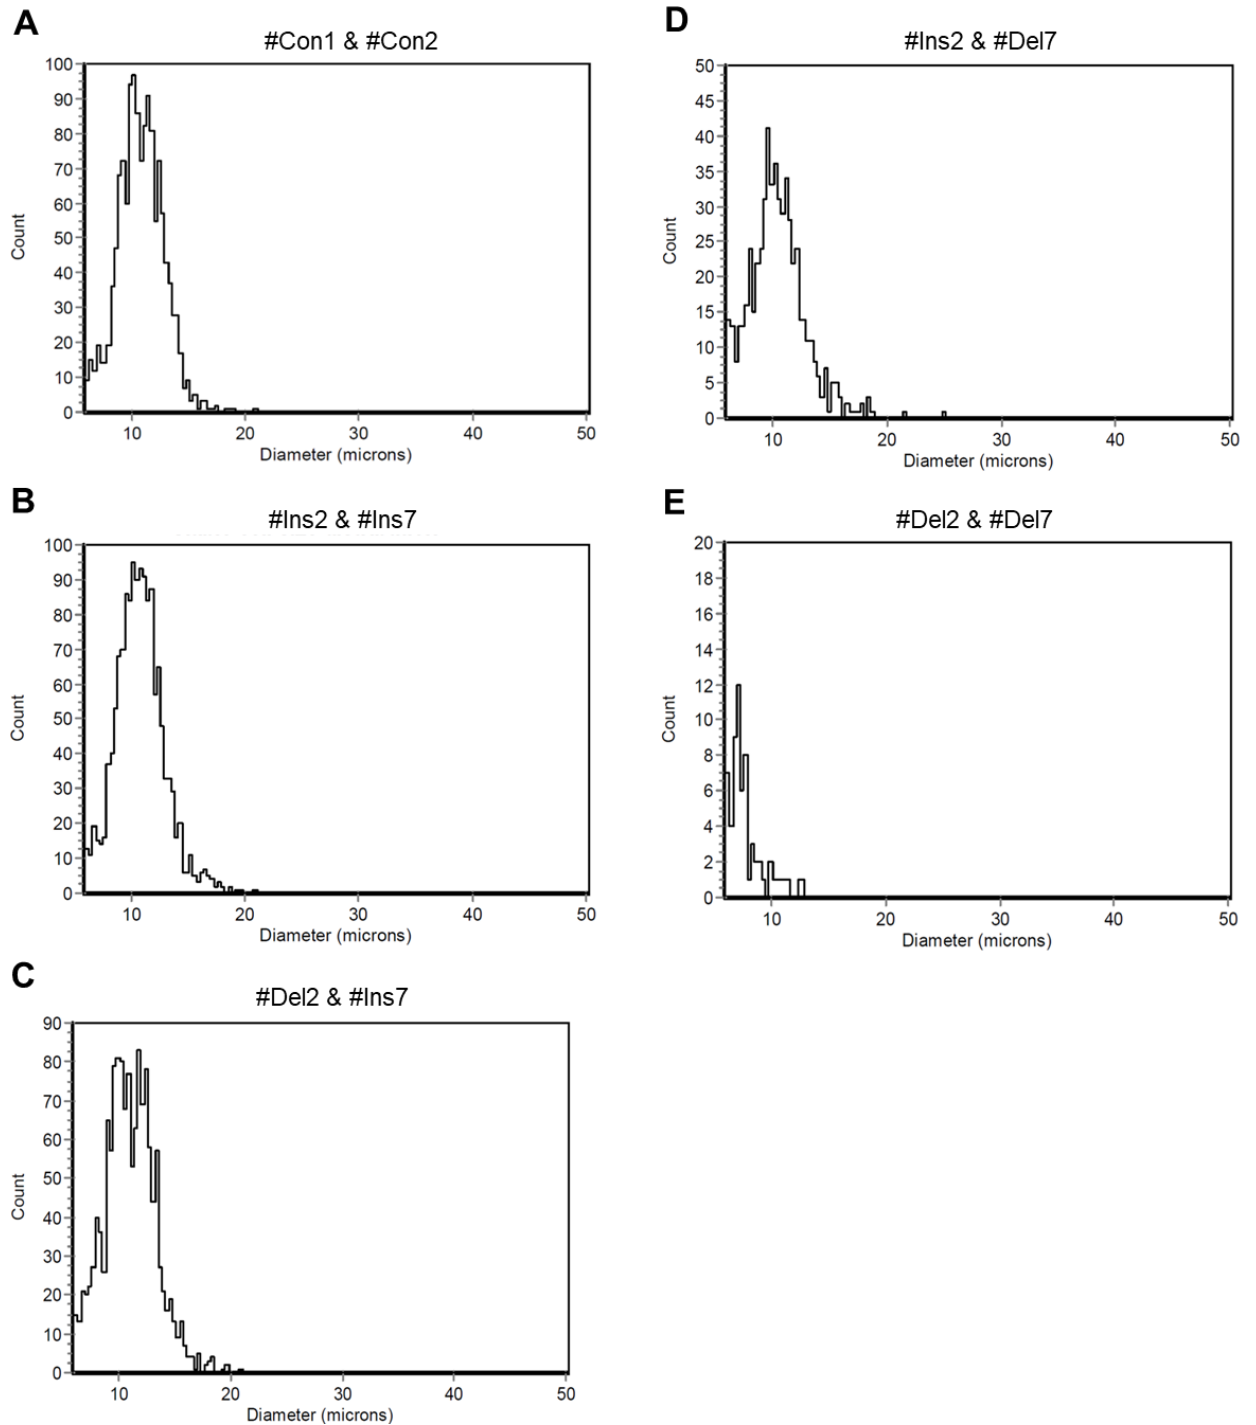 A
#Con1 & #Con2
100
90
80
70
60
50
40
30
20
10
0
Count
10 20 30 40 50
Diameter (microns)
B
#Ins2 & #Ins7
100
90
80
70
60
50
40
30
20
10
0
Count
10 20 30 40 50
Diameter (microns)
C
#Del2 & #Ins7
90
80
70
60
50
40
30
20
10
0
Count
10 20 30 40 50
Diameter (microns)
D
#Ins2 & #Del7
50
45
40
35
30
25
20
15
10
5
0
Count
10 20 30 40 50
Diameter (microns)
E
#Del2 & #Del7
20
18
16
14
12
10
8
6
4
2
0
Count
10 20 30 40 50
Diameter (microns)